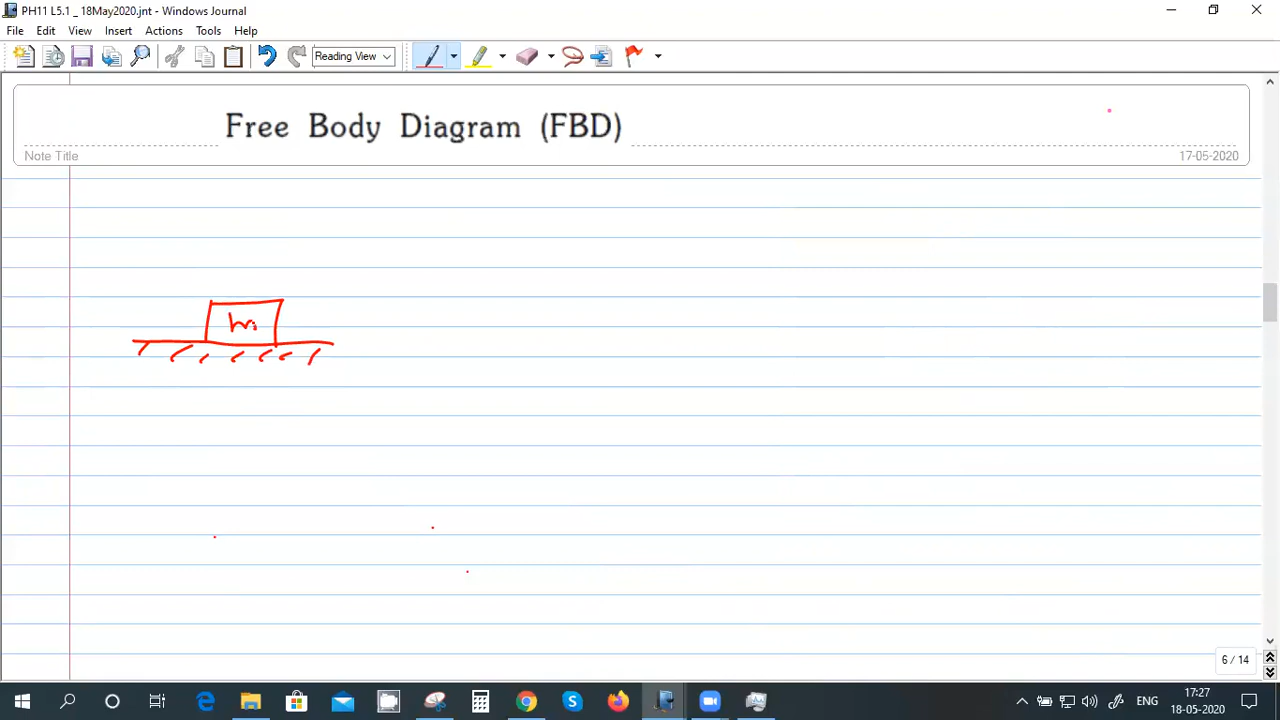 PH11 L5.1 _ 18May2020.jnt - Windows Journal
File Edit View Insert Actions Tools Help
Reading View
Free Body Diagram (FBD)
Note Title
17-05-2020
m
6 / 14
ENG
17:27
18-05-2020